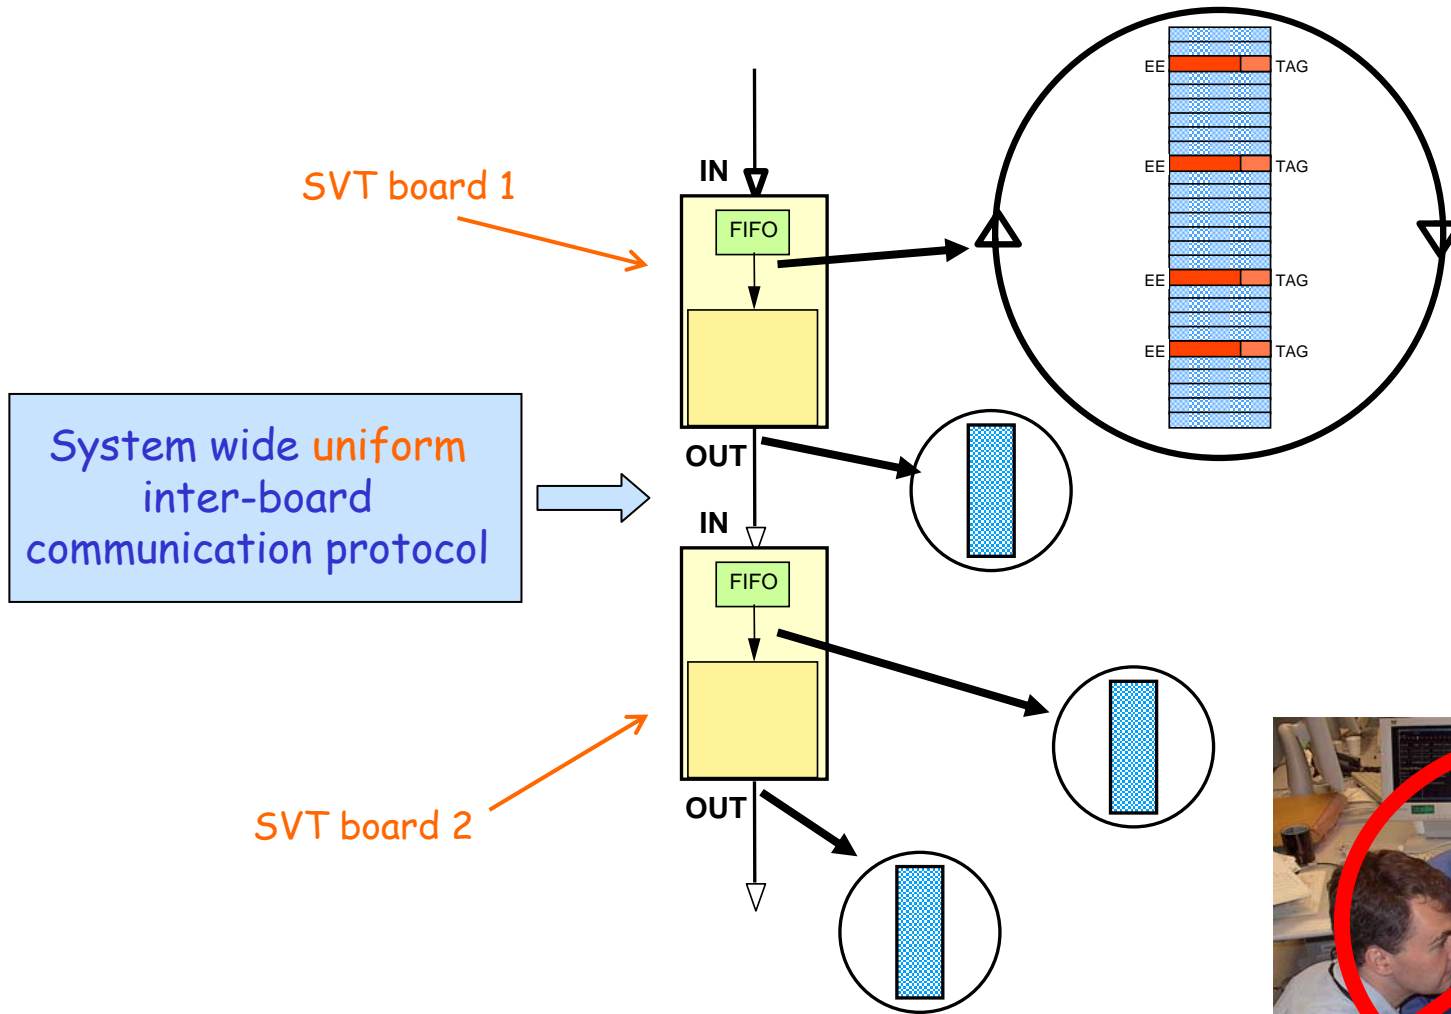 EE TAG
IN
EE TAG
SVT board 1
FIFO
EE TAG
EE TAG
System wide uniform
inter-board
communication protocol
OUT
IN
FIFO
OUT
SVT board 2